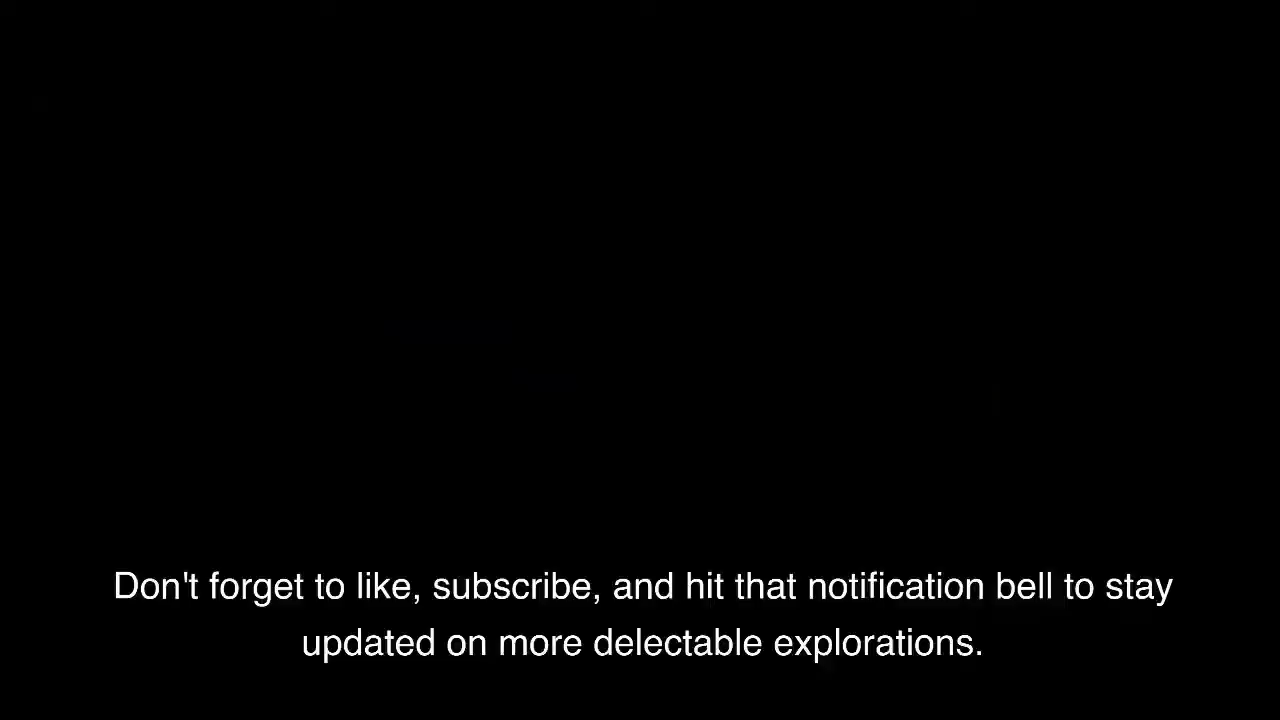 Don't forget to like, subscribe, and hit that notification bell to stay
updated on more delectable explorations.